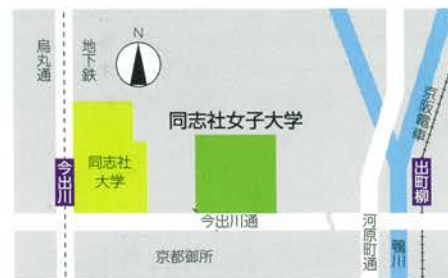 烏丸通
地下鉄
N
同志社女子大学
京阪電車
同志社
大学
今出川
出町柳
今出川通
河原町通
鴨川
京都御所